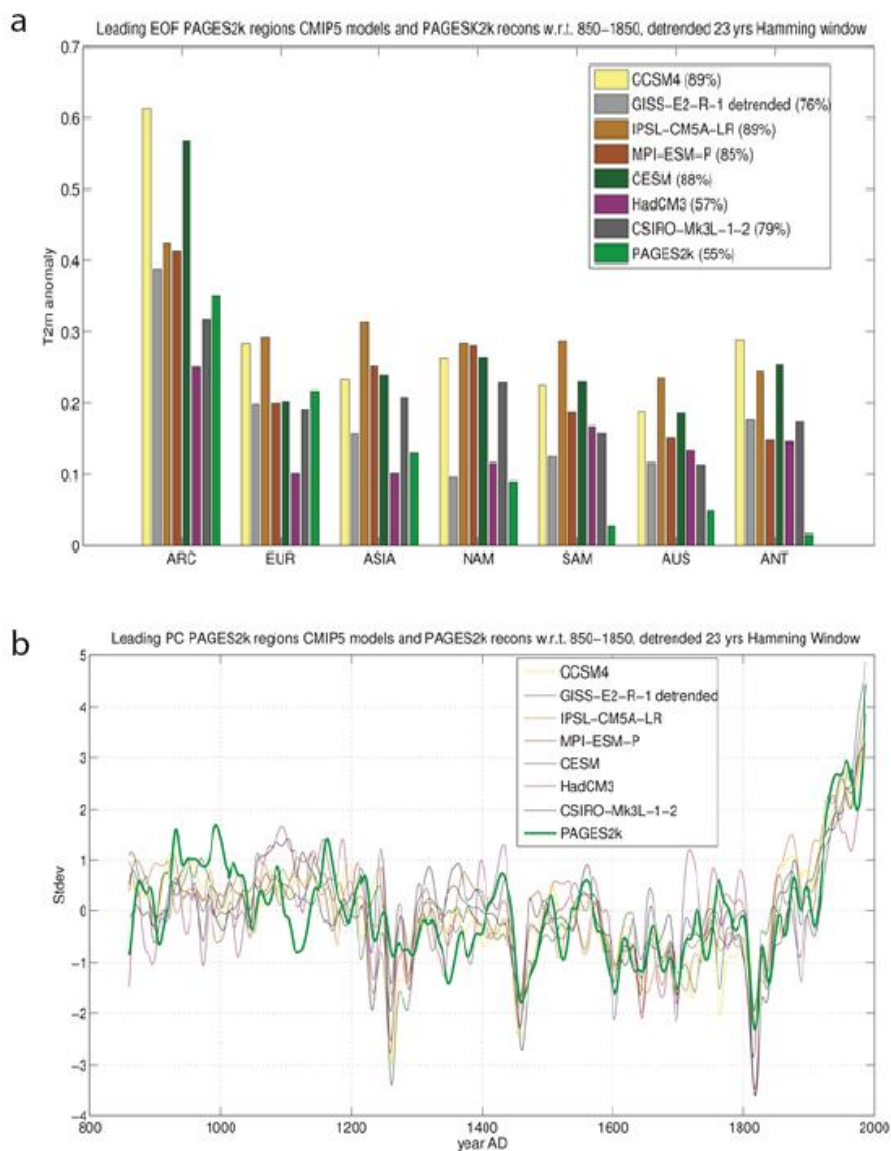 a
Leading EOF PAGES2k regions CMIP5 models and PAGESK2k recons w.r.t. 850−1850, detrended 23 yrs Hamming window
0.7
0.6
0.5
0.4
0.3
0.2
0.1
0
T2m anomaly
CCSM4 (89%)
GISS−E2−R−1 detrended (76%)
IPSL−CM5A−LR (89%)
MPI−ESM−P (85%)
CESM (88%)
HadCM3 (57%)
CSIRO−Mk3L−1−2 (79%)
PAGES2k (55%)
ARC EUR ASIA NAM SAM AUS ANT
b
Leading PC PAGES2k regions CMIP5 models and PAGES2k recons w.r.t. 850−1850, detrended 23 yrs Hamming Window
5
4
3
2
1
0
−1
−2
−3
−4
Stdev
CCSM4
GISS−E2−R−1 detrended
IPSL−CM5A−LR
MPI−ESM−P
CESM
HadCM3
CSIRO−Mk3L−1−2
PAGES2k
800 1000 1200 1400 1600 1800 2000
year AD